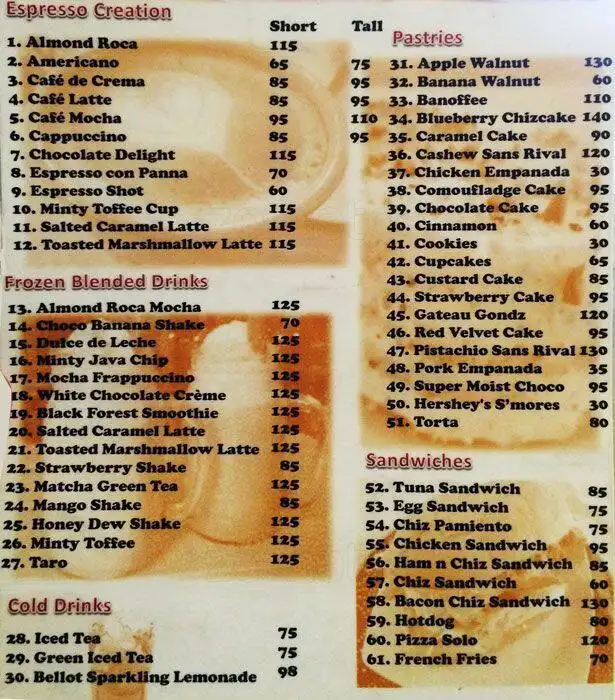 Espresso Creation
Short Tall
1. Almond Roca 115
2. Americano 65 75
3. Café de Crema 85 95
4. Café Latte 85 95
5. Café Mocha 95 110
6. Cappuccino 85 95
7. Chocolate Delight 115
8. Espresso con Panna 70
9. Espresso Shot 60
10. Minty Toffee Cup 115
11. Salted Caramel Latte 115
12. Toasted Marshmallow Latte 115
Frozen Blended Drinks
13. Almond Roca Mocha 125
14. Choco Banana Shake 70
15. Dulce de Leche 125
16. Minty Java Chip 125
17. Mocha Frappuccino 125
18. White Chocolate Crème 125
19. Black Forest Smoothie 125
20. Salted Caramel Latte 125
21. Toasted Marshmallow Latte 125
22. Strawberry Shake 85
23. Matcha Green Tea 125
24. Mango Shake 85
25. Honey Dew Shake 125
26. Minty Toffee 125
27. Taro 125
Cold Drinks
28. Iced Tea 75
29. Green Iced Tea 75
30. Bellot Sparkling Lemonade 98
Pastries
31. Apple Walnut 130
32. Banana Walnut 60
33. Banoffee 110
34. Blueberry Chizcake 140
35. Caramel Cake 90
36. Cashew Sans Rival 120
37. Chicken Empanada 30
38. Comoufladge Cake 95
39. Chocolate Cake 95
40. Cinnamon 60
41. Cookies 30
42. Cupcakes 65
43. Custard Cake 85
44. Strawberry Cake 95
45. Gateau Gondz 120
46. Red Velvet Cake 95
47. Pistachio Sans Rival 130
48. Pork Empanada 35
49. Super Moist Choco 95
50. Hershey's S'mores 30
51. Torta 80
Sandwiches
52. Tuna Sandwich 85
53. Egg Sandwich 75
54. Chiz Pamiento 75
55. Chicken Sandwich 95
56. Ham n Chiz Sandwich 85
57. Chiz Sandwich 60
58. Bacon Chiz Sandwich 130
59. Hotdog 80
60. Pizza Solo 120
61. French Fries 70